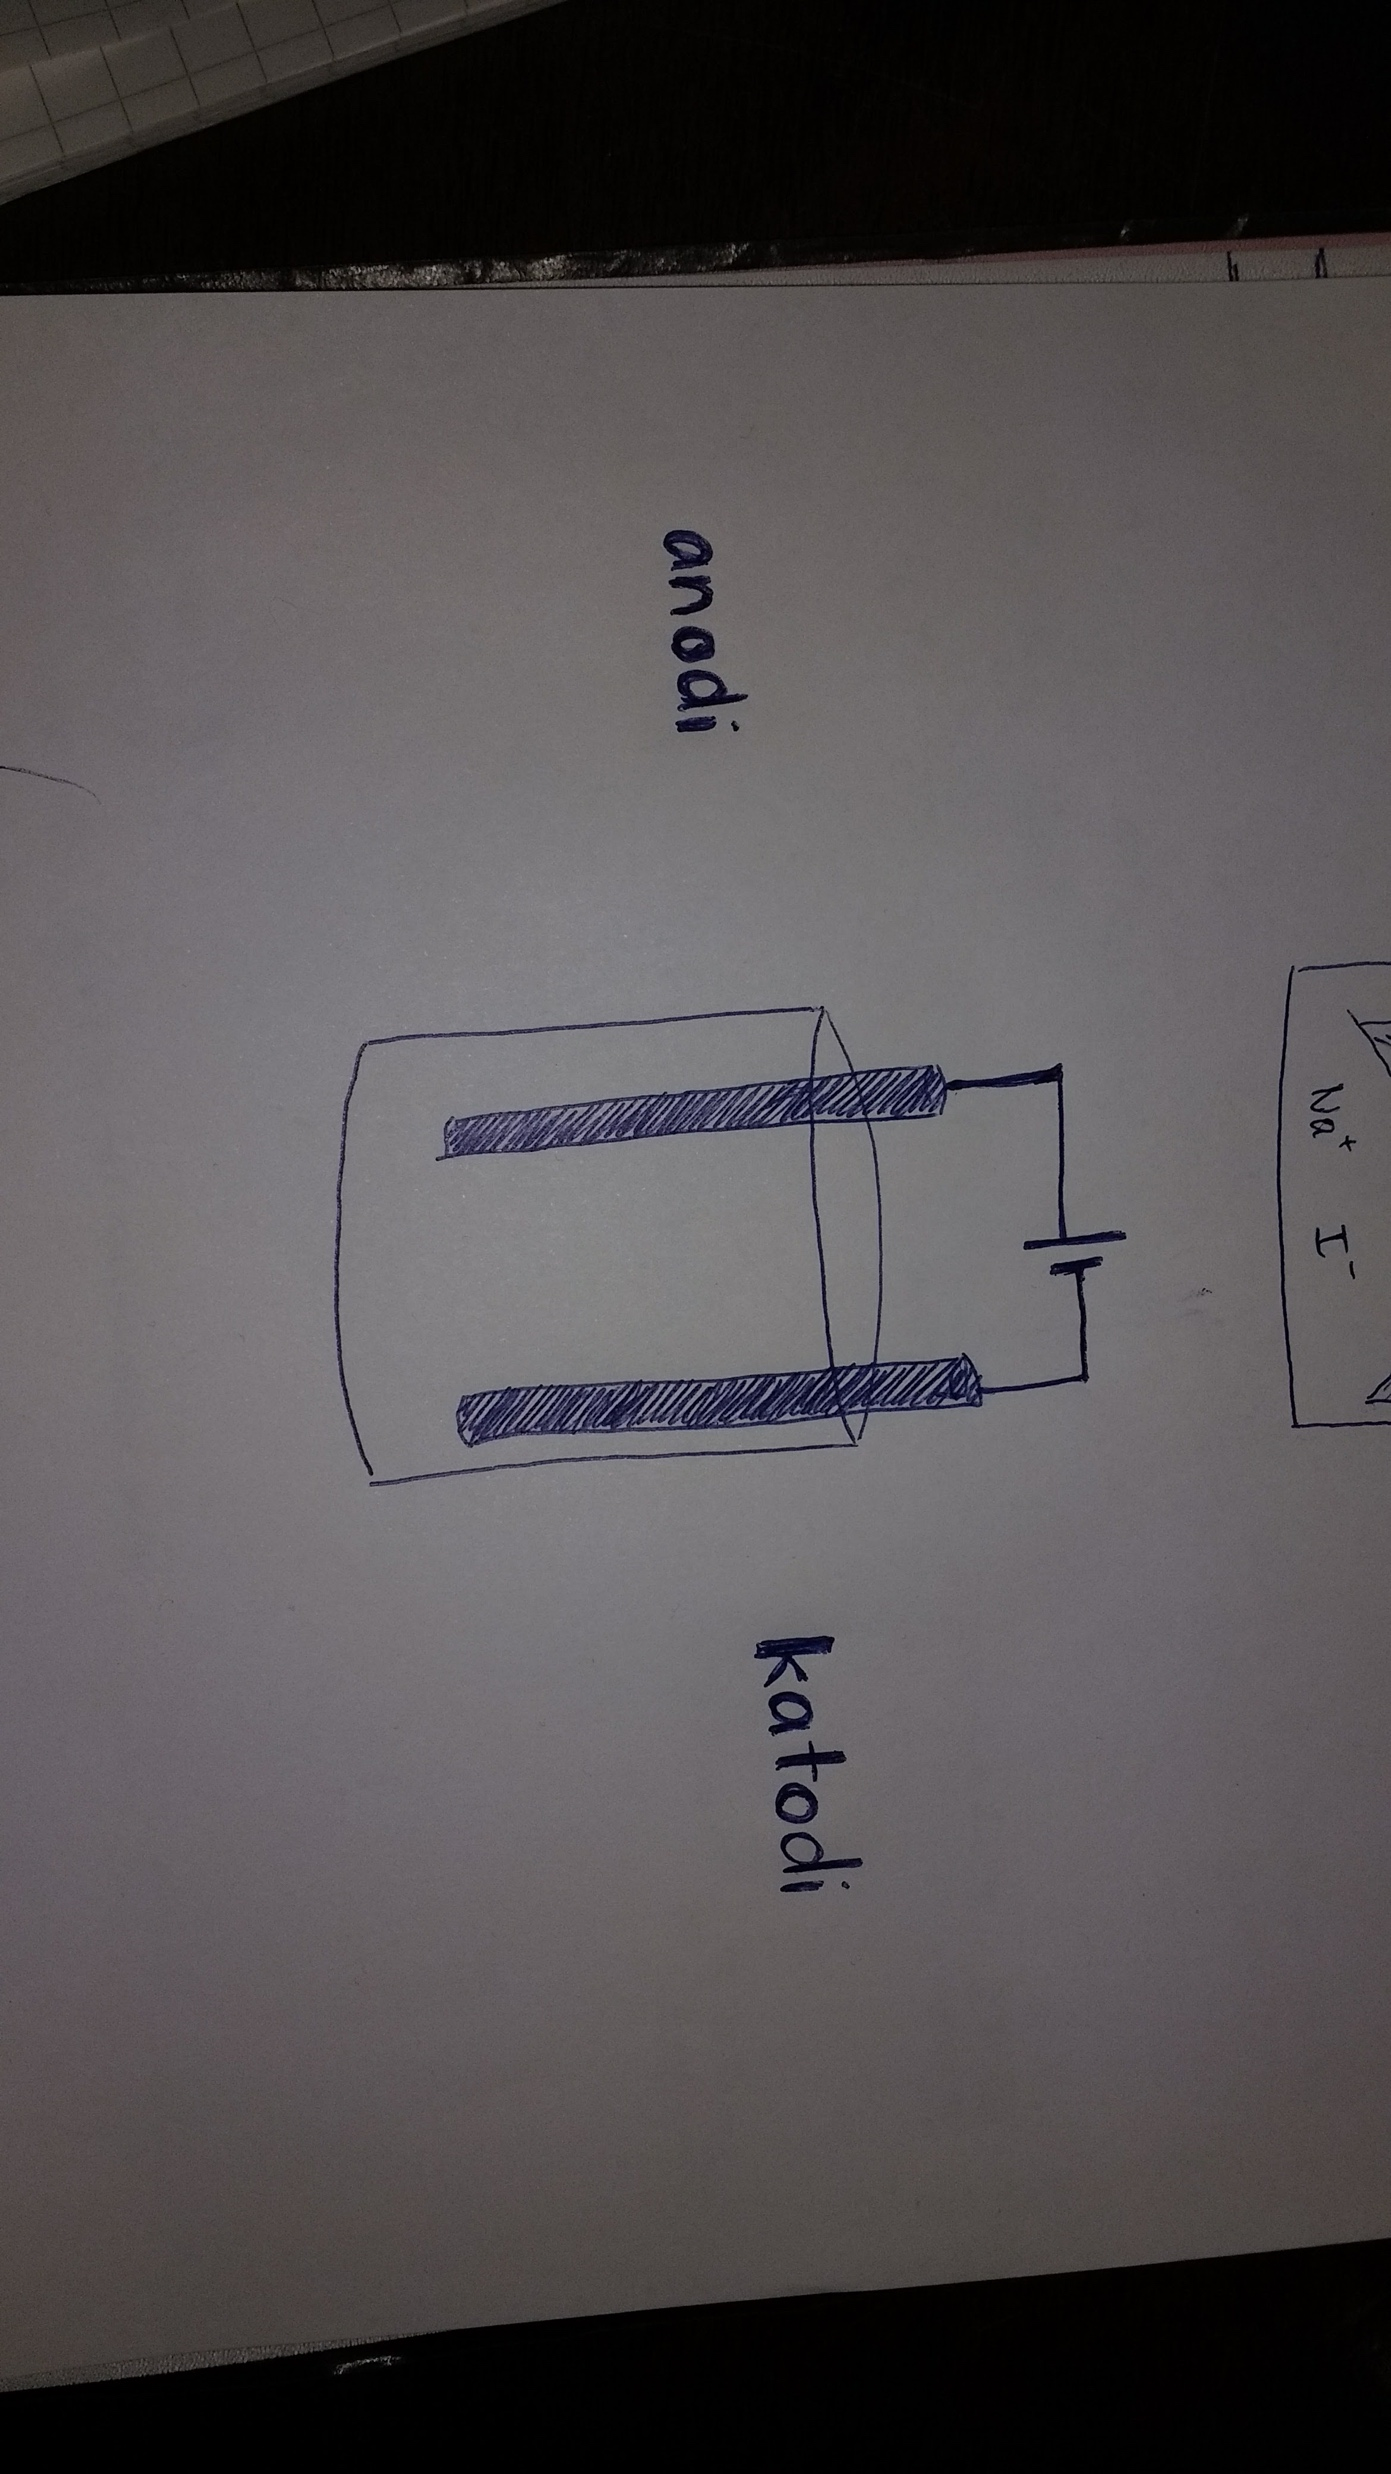 Na⁺ I⁻
anodi
katodi